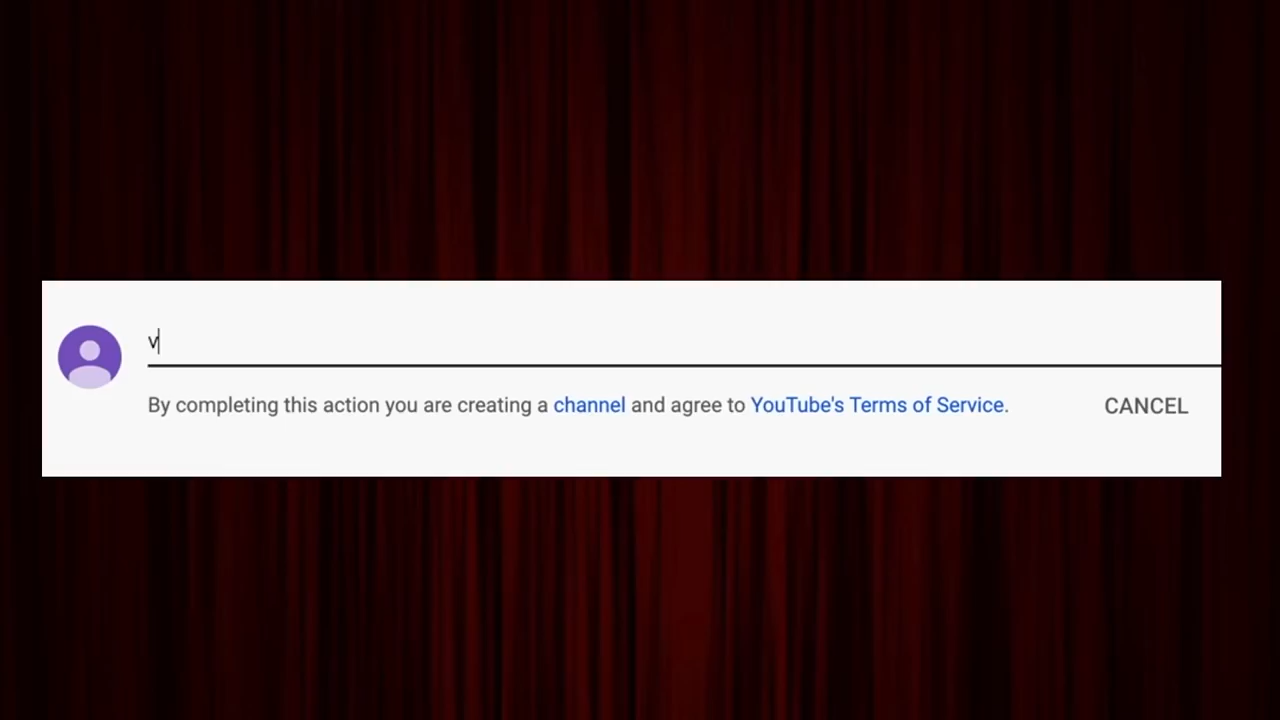 v
By completing this action you are creating a channel and agree to YouTube's Terms of Service.
CANCEL